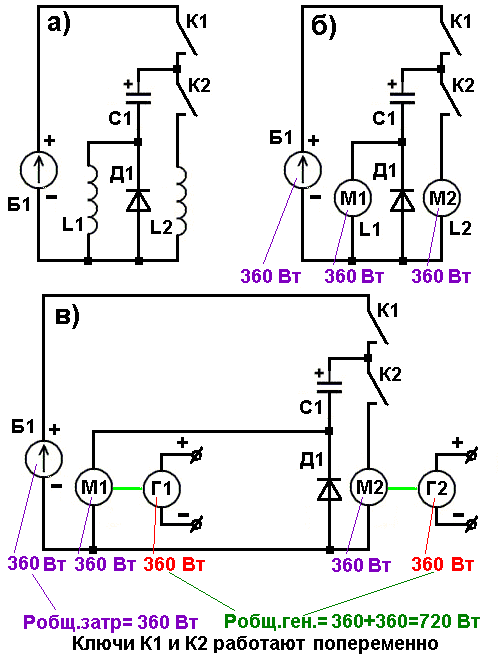 а)
К1
+
К2
С1
+
Б1
–
L1
Д1
L2
б)
К1
+
К2
С1
+
Б1
–
М1
L1
Д1
М2
L2
360 Вт
360 Вт
360 Вт
в)
К1
+
К2
С1
Б1
+
–
М1
Г1
+
–
Д1
М2
Г2
+
–
360 Вт
360 Вт
360 Вт
360 Вт
360 Вт
Робщ.затр= 360 Вт
Робщ.ген.= 360+360=720 Вт
Ключи К1 и К2 работают попеременно